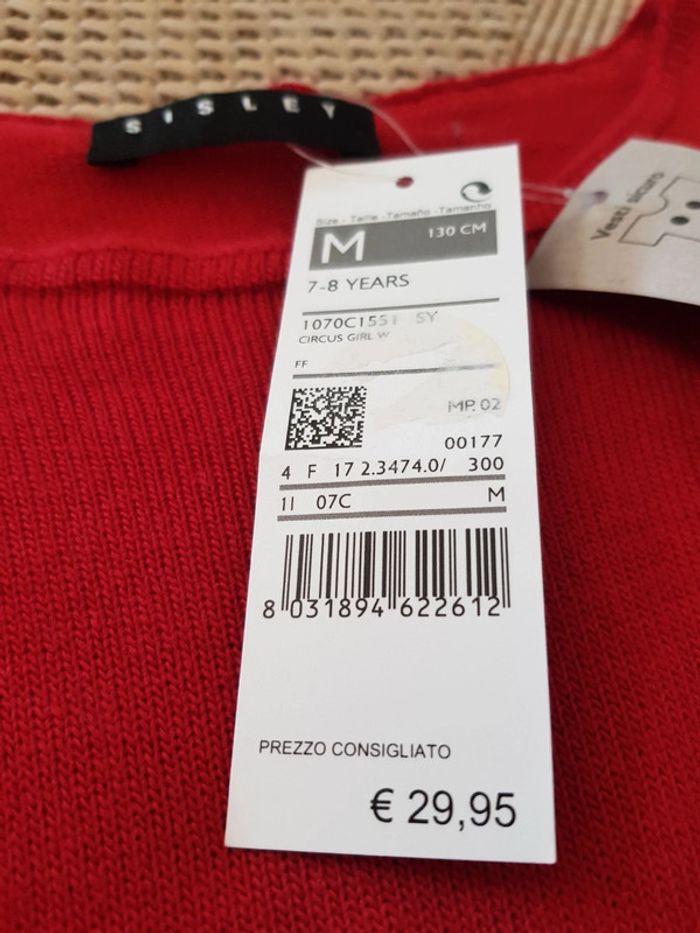 SISLEY
Vesti sicuro
Size - Taille - Tamaño - Tamanho
M 130 CM
7-8 YEARS
1070C1551 SY
CIRCUS GIRL W
FF
MP. 02
00177
4 F 17 2.3474.0/ 300
1I 07C M
8 031894 622612
PREZZO CONSIGLIATO
€ 29,95